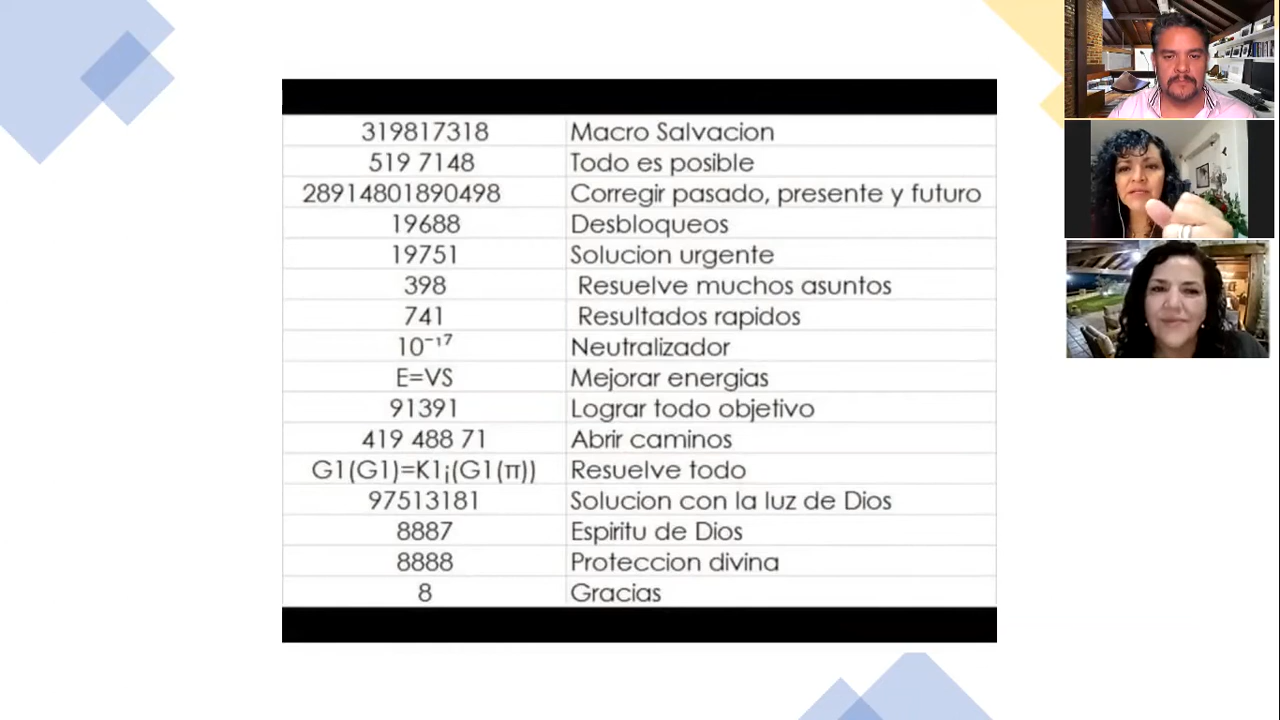 319817318 Macro Salvacion
519 7148 Todo es posible
28914801890498 Corregir pasado, presente y futuro
19688 Desbloqueos
19751 Solucion urgente
398 Resuelve muchos asuntos
741 Resultados rapidos
10⁻¹⁷ Neutralizador
E=VS Mejorar energias
91391 Lograr todo objetivo
419 488 71 Abrir caminos
G1(G1)=K1¡(G1(π)) Resuelve todo
97513181 Solucion con la luz de Dios
8887 Espiritu de Dios
8888 Proteccion divina
8 Gracias